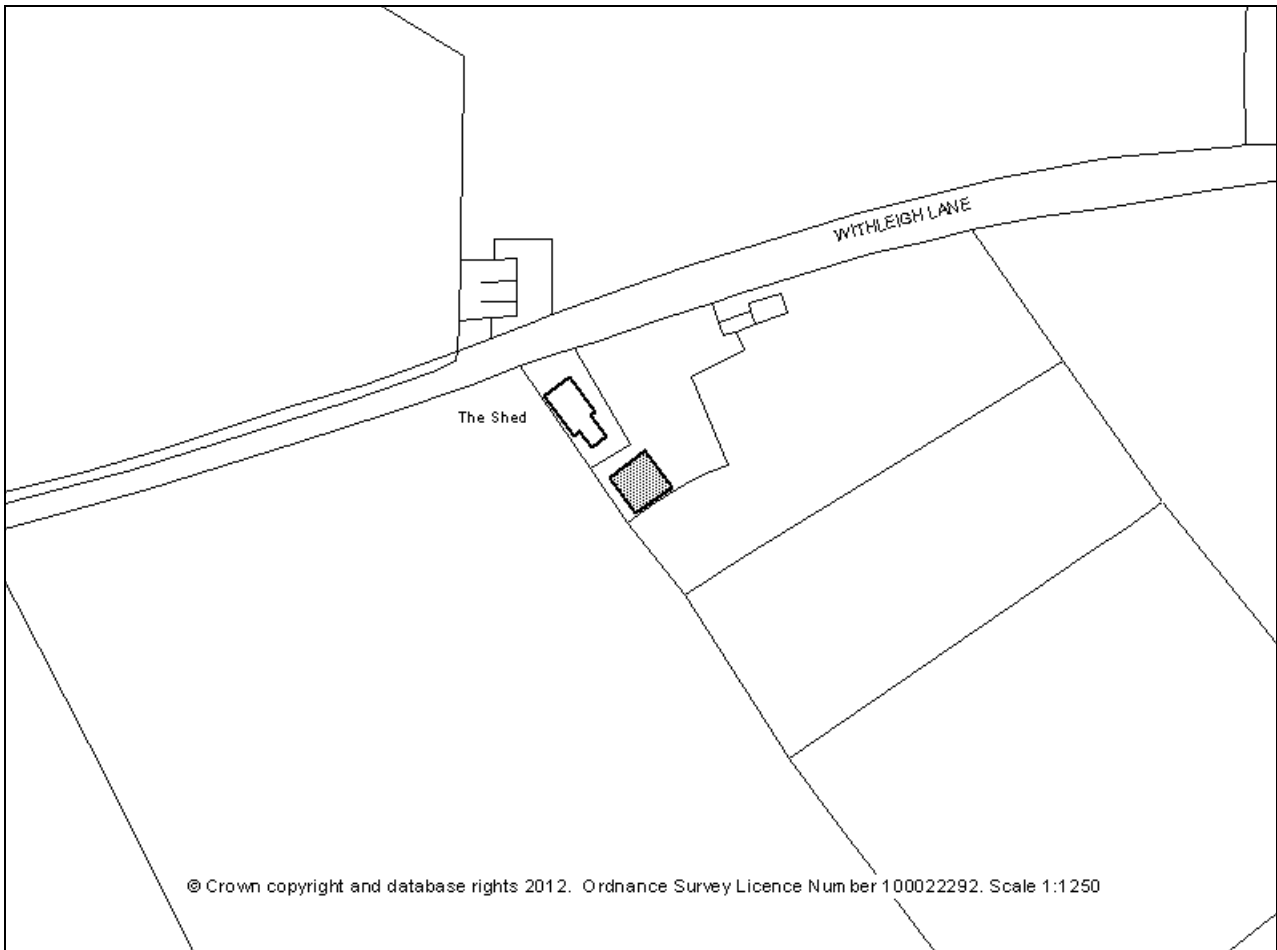 WITHLEIGH LANE
The Shed
© Crown copyright and database rights 2012. Ordnance Survey Licence Number 100022292. Scale 1:1250